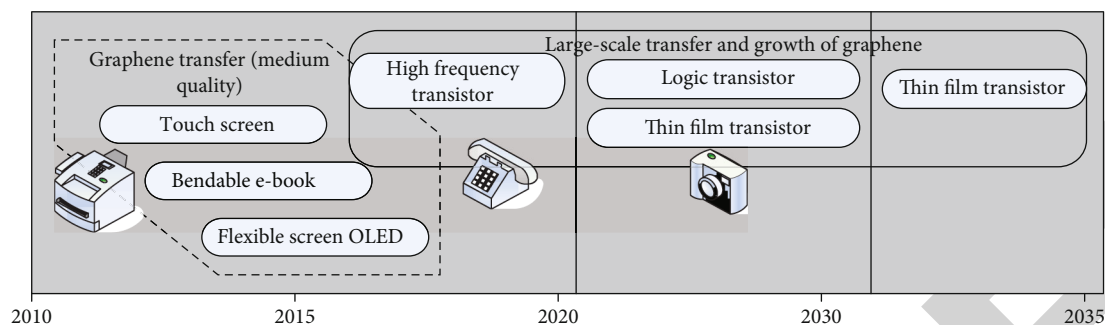 Large-scale transfer and growth of graphene
Graphene transfer (medium
quality)
High frequency
transistor
Logic transistor
Thin film transistor
Touch screen
Thin film transistor
Bendable e-book
Flexible screen OLED
2010
2015
2020
2030
2035